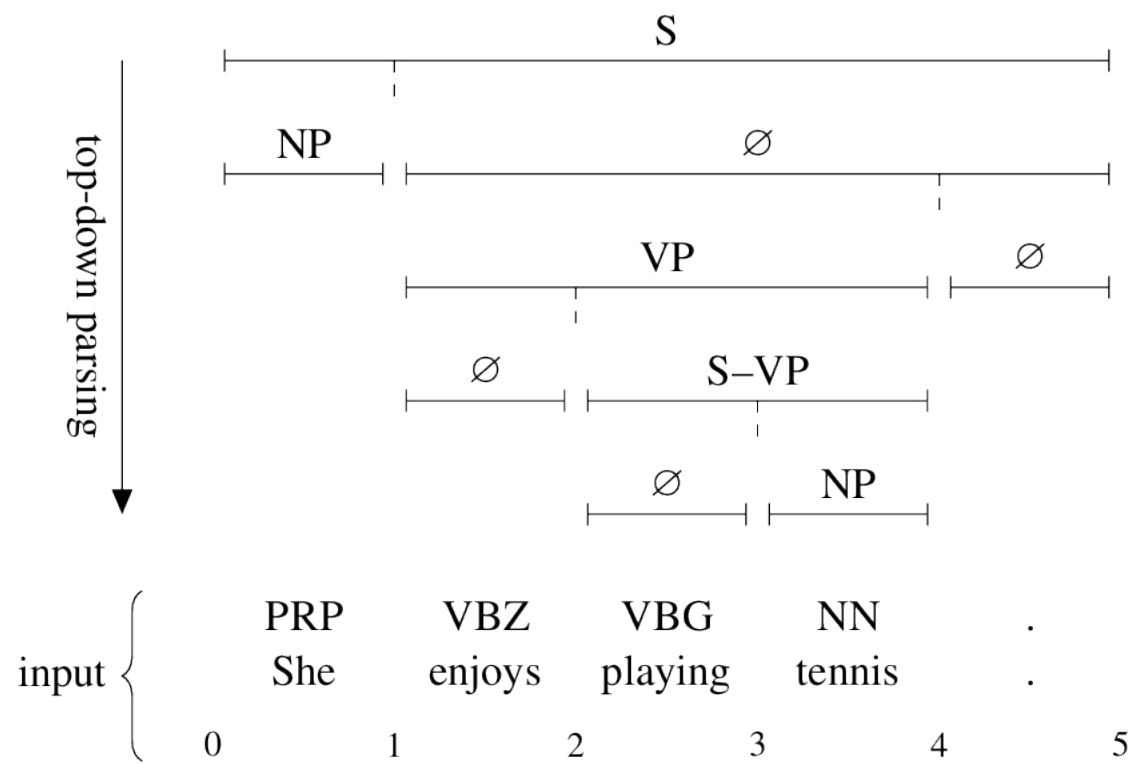 S
NP ∅
VP ∅
∅ S–VP
∅ NP
top-down parsing
PRP VBZ VBG NN .
input
She enjoys playing tennis .
0 1 2 3 4 5